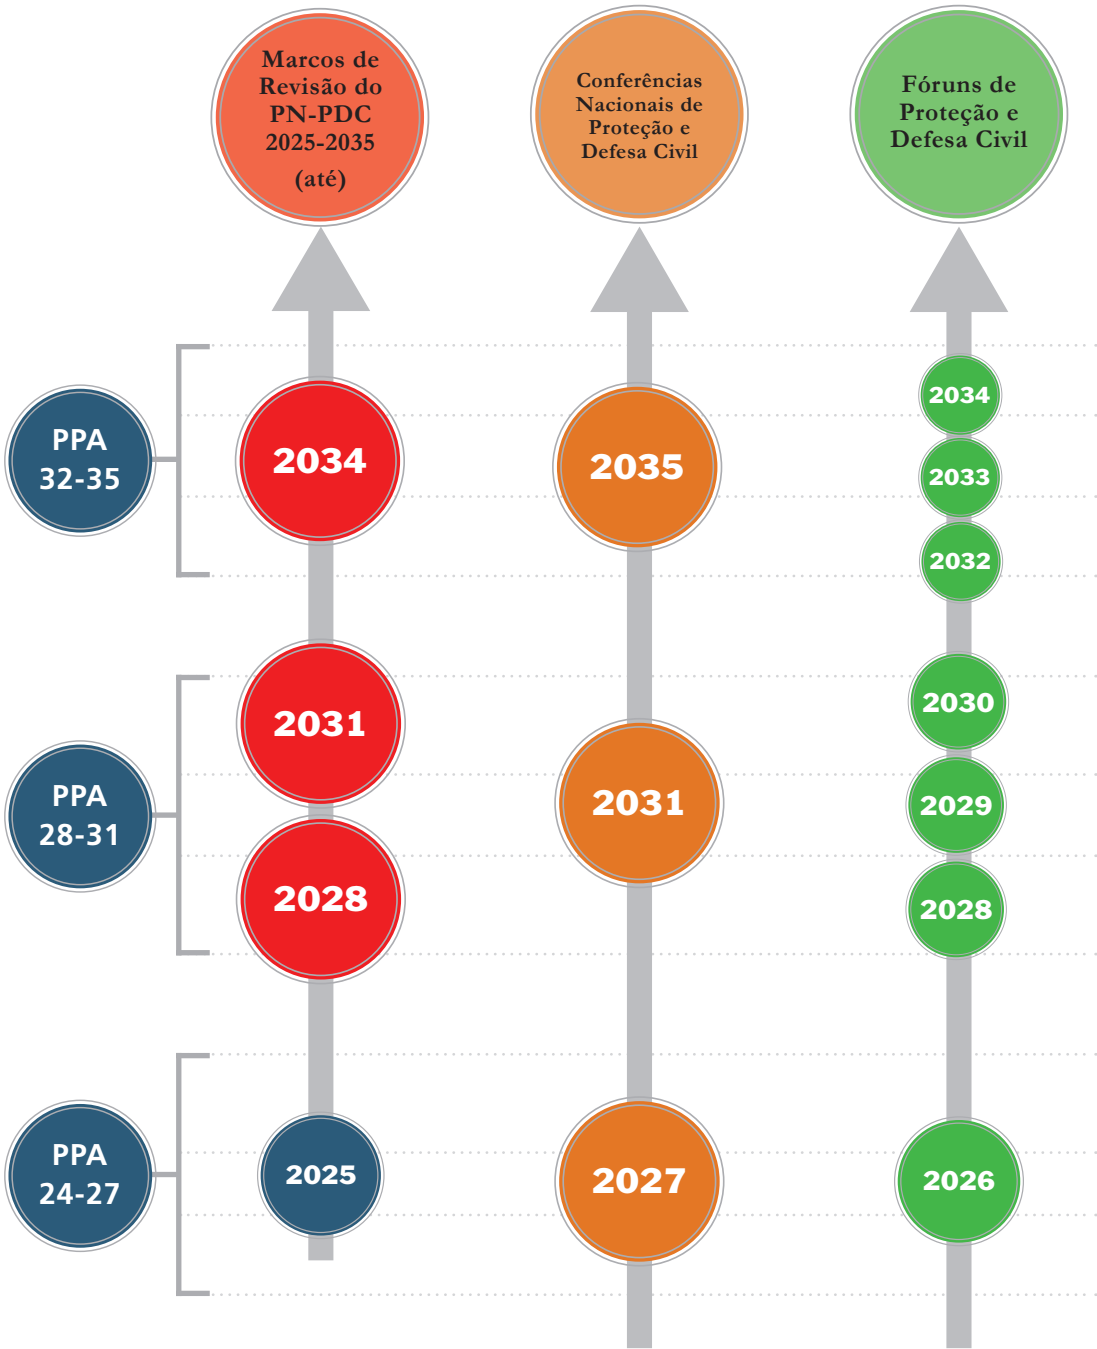 Marcos de
Revisão do
PN-PDC
2025-2035
(até)
Conferências
Nacionais de
Proteção e
Defesa Civil
Fóruns de
Proteção e
Defesa Civil
PPA
32-35
2034
2035
2034
2033
2032
PPA
28-31
2031
2028
2031
2030
2029
2028
PPA
24-27
2025
2027
2026